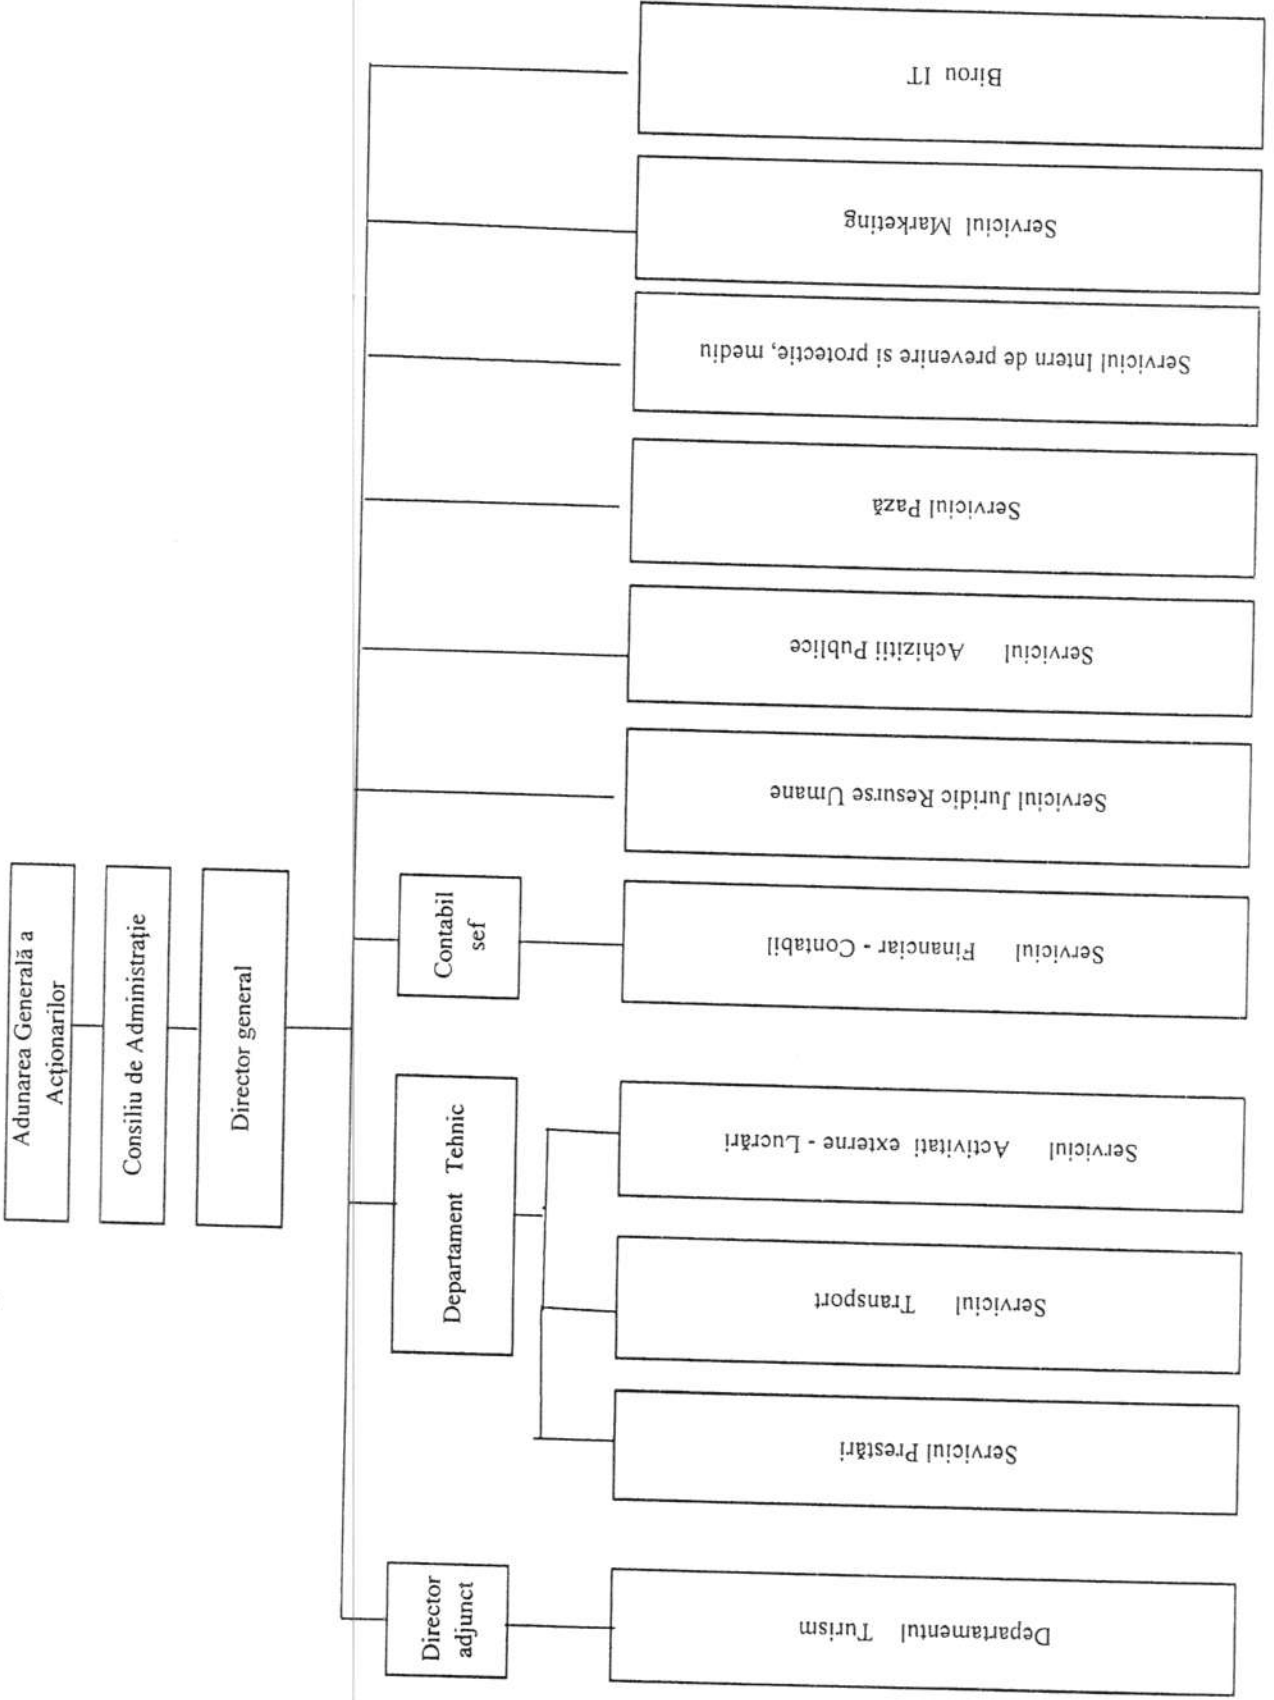 Adunarea Generală a
Acționarilor
Consiliu de Administrație
Director general
Director
adjunct
Departament Tehnic
Contabil
sef
Departamentul Turism
Serviciul Prestări
Serviciul Transport
Serviciul Activitati externe - Lucrări
Serviciul Financiar - Contabil
Serviciul Juridic Resurse Umane
Serviciul Achizitii Publice
Serviciul Pază
Serviciul Intern de prevenire si protectie, mediu
Serviciul Marketing
Birou IT